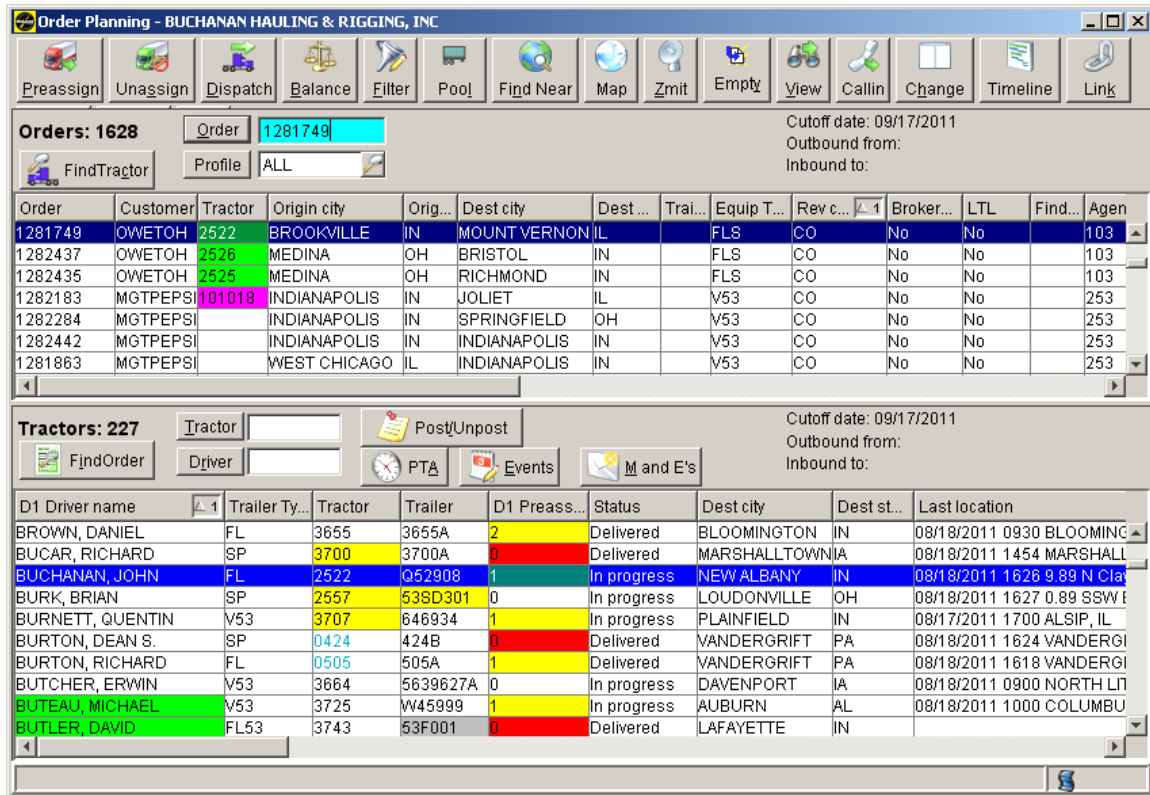 Order Planning - BUCHANAN HAULING & RIGGING, INC
Preassign Unassign Dispatch Balance Filter Pool Find Near Map Zmit Empty View Callin Change Timeline Link
Orders: 1628 Order 1281749 Cutoff date: 09/17/2011
Outbound from:
FindTractor Profile ALL Inbound to:
Order Customer Tractor Origin city Orig... Dest city Dest ... Trai... Equip T... Rev c... 1 Broker... LTL Find... Agen
1281749 OWETOH 2522 BROOKVILLE IN MOUNT VERNON IL FLS CO No No 103
1282437 OWETOH 2526 MEDINA OH BRISTOL IN FLS CO No No 103
1282435 OWETOH 2525 MEDINA OH RICHMOND IN FLS CO No No 103
1282183 MGTPEPSI 101018 INDIANAPOLIS IN JOLIET IL V53 CO No No 253
1282284 MGTPEPSI INDIANAPOLIS IN SPRINGFIELD OH V53 CO No No 253
1282442 MGTPEPSI INDIANAPOLIS IN INDIANAPOLIS IN V53 CO No No 253
1281863 MGTPEPSI WEST CHICAGO IL INDIANAPOLIS IN V53 CO No No 253
Tractors: 227 Tractor Post/Unpost Cutoff date: 09/17/2011
Outbound from:
FindOrder Driver PTA Events M and E's Inbound to:
D1 Driver name 1 Trailer Ty... Tractor Trailer D1 Preass... Status Dest city Dest st... Last location
BROWN, DANIEL FL 3655 3655A 2 Delivered BLOOMINGTON IN 08/18/2011 0930 BLOOMING
BUCAR, RICHARD SP 3700 3700A 0 Delivered MARSHALLTOWN IA 08/18/2011 1454 MARSHALL
BUCHANAN, JOHN FL 2522 Q52908 1 In progress NEW ALBANY IN 08/18/2011 1626 9.89 N Clay
BURK, BRIAN SP 2557 53SD301 0 In progress LOUDONVILLE OH 08/18/2011 1627 0.89 SSW
BURNETT, QUENTIN V53 3707 646934 1 In progress PLAINFIELD IN 08/17/2011 1700 ALSIP, IL
BURTON, DEAN S. SP 0424 424B 0 Delivered VANDERGRIFT PA 08/18/2011 1624 VANDERGI
BURTON, RICHARD FL 0505 505A 1 Delivered VANDERGRIFT PA 08/18/2011 1618 VANDERGI
BUTCHER, ERWIN V53 3664 5639627A 0 In progress DAVENPORT IA 08/18/2011 0900 NORTH LIT
BUTEAU, MICHAEL V53 3725 W45999 1 In progress AUBURN AL 08/18/2011 1000 COLUMBU
BUTLER, DAVID FL53 3743 53F001 0 Delivered LAFAYETTE IN